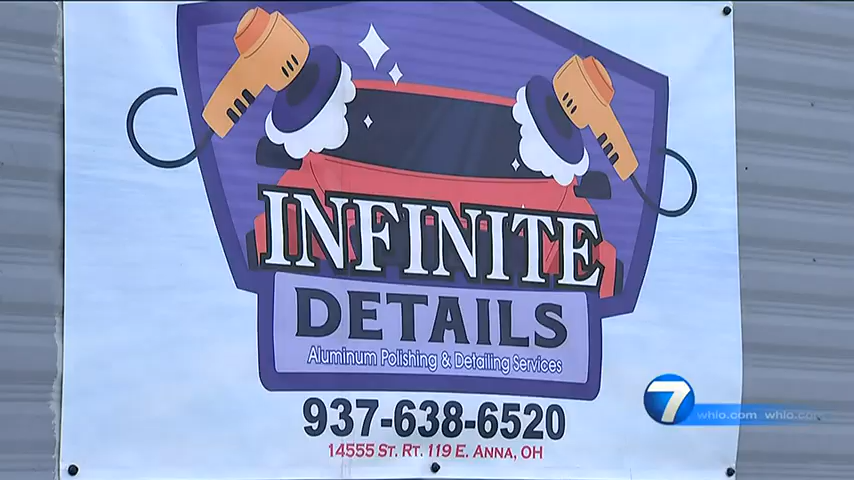 INFINITE
DETAILS
Aluminum Polishing & Detailing Services
937-638-6520
14555 ST. RT. 119 E. ANNA, OH
7
whio.com whio.com